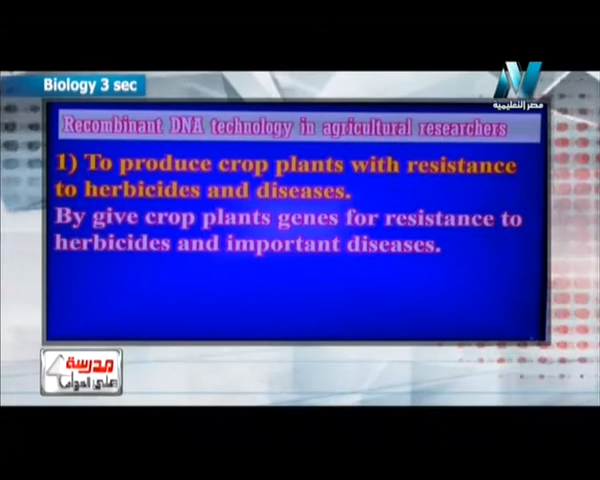 Biology 3 sec
مصر التعليمية
Recombinant DNA technology in agricultural researchers
1) To produce crop plants with resistance
to herbicides and diseases.
By give crop plants genes for resistance to
herbicides and important diseases.
مدرسة
على الهواء